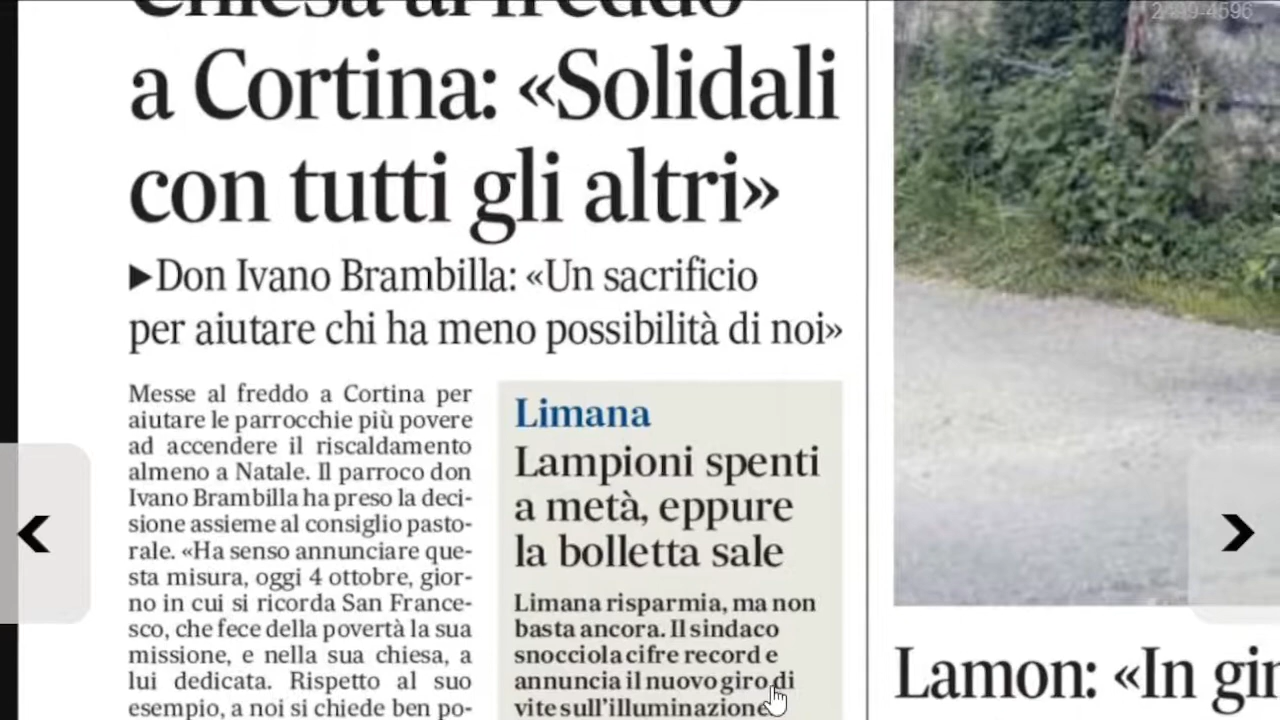 Chiesa al freddo
a Cortina: «Solidali
con tutti gli altri»
▶Don Ivano Brambilla: «Un sacrificio
per aiutare chi ha meno possibilità di noi»
Messe al freddo a Cortina per
aiutare le parrocchie più povere
ad accendere il riscaldamento
almeno a Natale. Il parroco don
Ivano Brambilla ha preso la deci-
sione assieme al consiglio pasto-
rale. «Ha senso annunciare que-
sta misura, oggi 4 ottobre, gior-
no in cui si ricorda San France-
sco, che fece della povertà la sua
missione, e nella sua chiesa, a
lui dedicata. Rispetto al suo
esempio, a noi si chiede ben po-
Limana
Lampioni spenti
a metà, eppure
la bolletta sale
Limana risparmia, ma non
basta ancora. Il sindaco
snocciola cifre record e
annuncia il nuovo giro di
vite sull'illuminazione
Lamon: «In gir